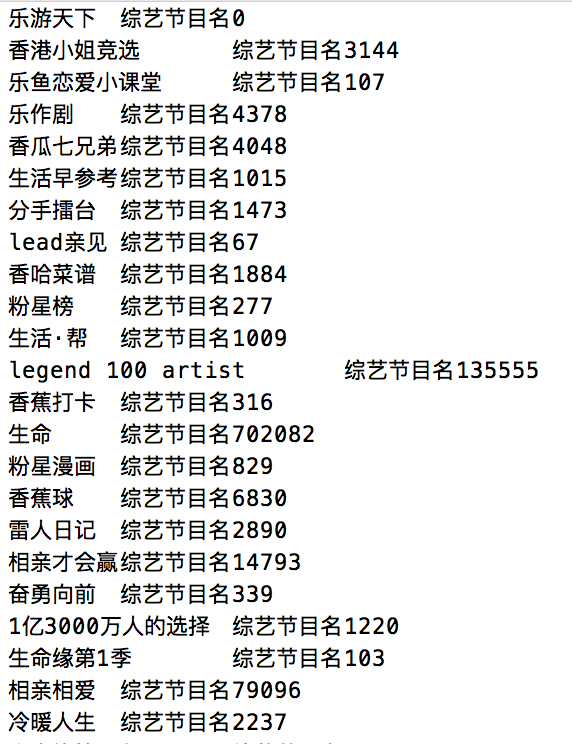 乐游天下 综艺节目名0
香港小姐竞选 综艺节目名3144
乐鱼恋爱小课堂 综艺节目名107
乐作剧 综艺节目名4378
香瓜七兄弟 综艺节目名4048
生活早参考 综艺节目名1015
分手擂台 综艺节目名1473
lead亲见 综艺节目名67
香哈菜谱 综艺节目名1884
粉星榜 综艺节目名277
生活·帮 综艺节目名1009
legend 100 artist 综艺节目名135555
香蕉打卡 综艺节目名316
生命 综艺节目名702082
粉星漫画 综艺节目名829
香蕉球 综艺节目名6830
雷人日记 综艺节目名2890
相亲才会赢 综艺节目名14793
奋勇向前 综艺节目名339
1亿3000万人的选择 综艺节目名1220
生命缘第1季 综艺节目名103
相亲相爱 综艺节目名79096
冷暖人生 综艺节目名2237